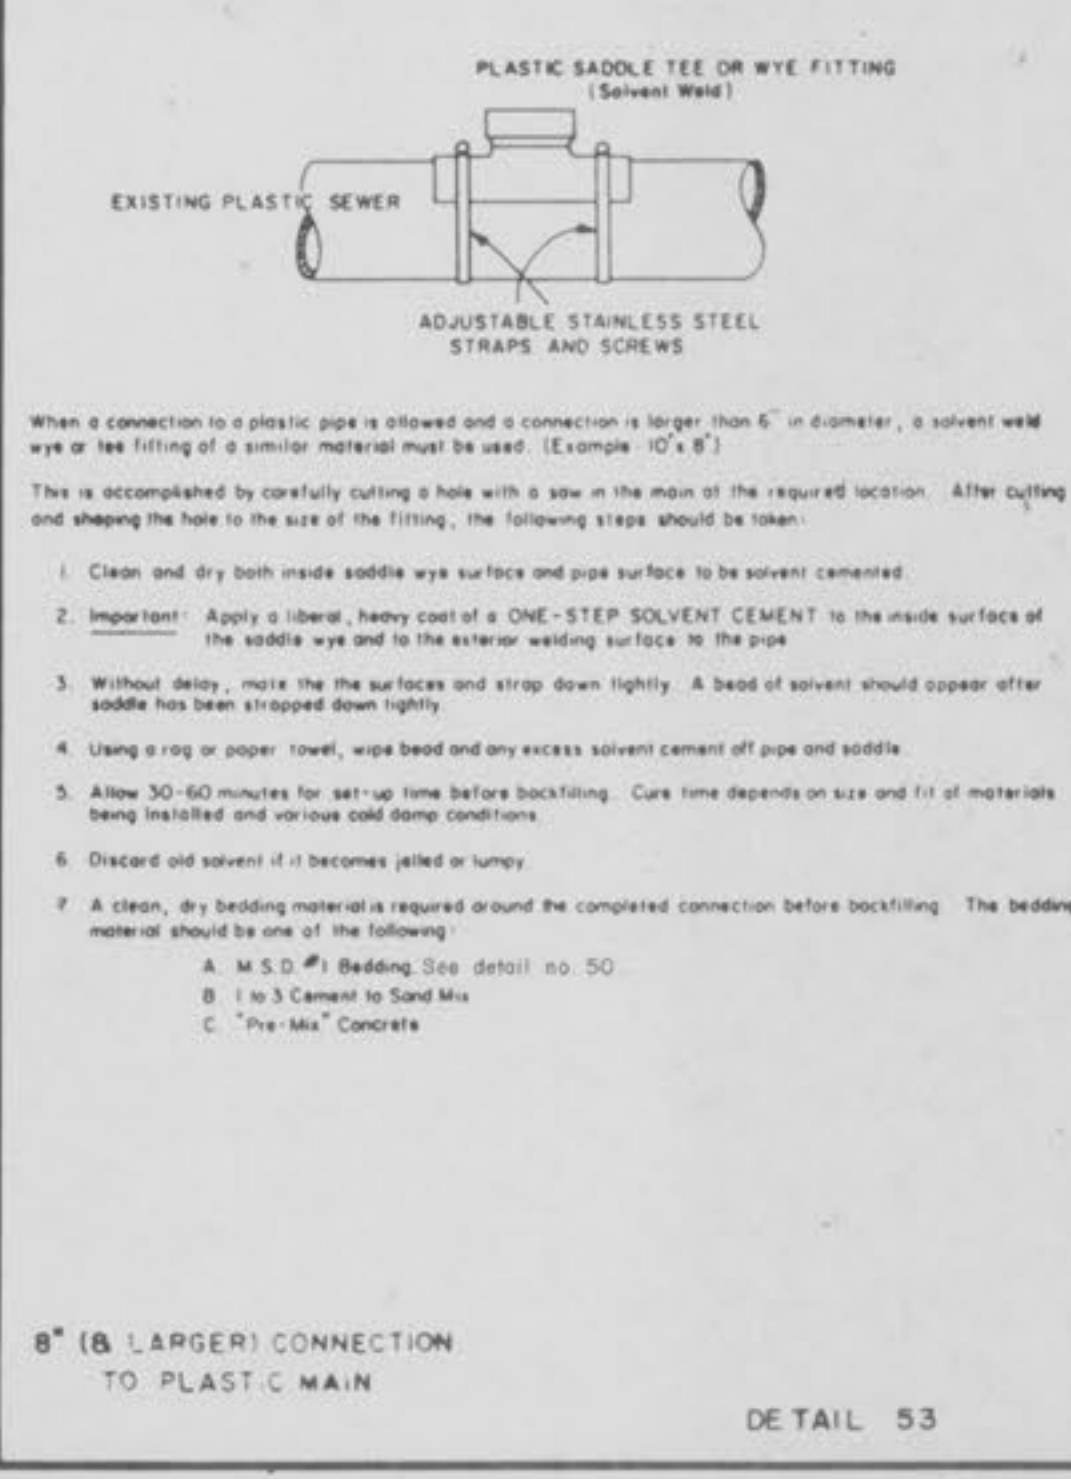 PLASTIC SADDLE TEE OR WYE FITTING
(Solvent Weld)
EXISTING PLASTIC SEWER
ADJUSTABLE STAINLESS STEEL
STRAPS AND SCREWS
When a connection to a plastic pipe is allowed and a connection is larger than 6" in diameter, a solvent weld
wye or tee fitting of a similar material must be used. (Example 10"x 8")
This is accomplished by carefully cutting a hole with a saw in the main at the required location. After cutting
and shaping the hole to the size of the fitting, the following steps should be taken:
1. Clean and dry both inside saddle wye surface and pipe surface to be solvent cemented.
2. Important: Apply a liberal, heavy coat of a ONE-STEP SOLVENT CEMENT to the inside surface of
the saddle wye and to the exterior welding surface to the pipe
3. Without delay, mate the the surfaces and strap down tightly. A bead of solvent should appear after
saddle has been strapped down tightly.
4. Using a rag or paper towel, wipe bead and any excess solvent cement off pipe and saddle.
5. Allow 30-60 minutes for set-up time before backfilling. Cure time depends on size and fit of materials
being installed and various cold damp conditions.
6. Discard old solvent if it becomes jelled or lumpy.
7. A clean, dry bedding material is required around the completed connection before backfilling. The bedding
material should be one of the following:
A. M.S.D. #1 Bedding. See detail no. 50
B. 1 to 3 Cement to Sand Mix
C. "Pre-Mix" Concrete
8" (& LARGER) CONNECTION
TO PLASTIC MAIN
DETAIL 53